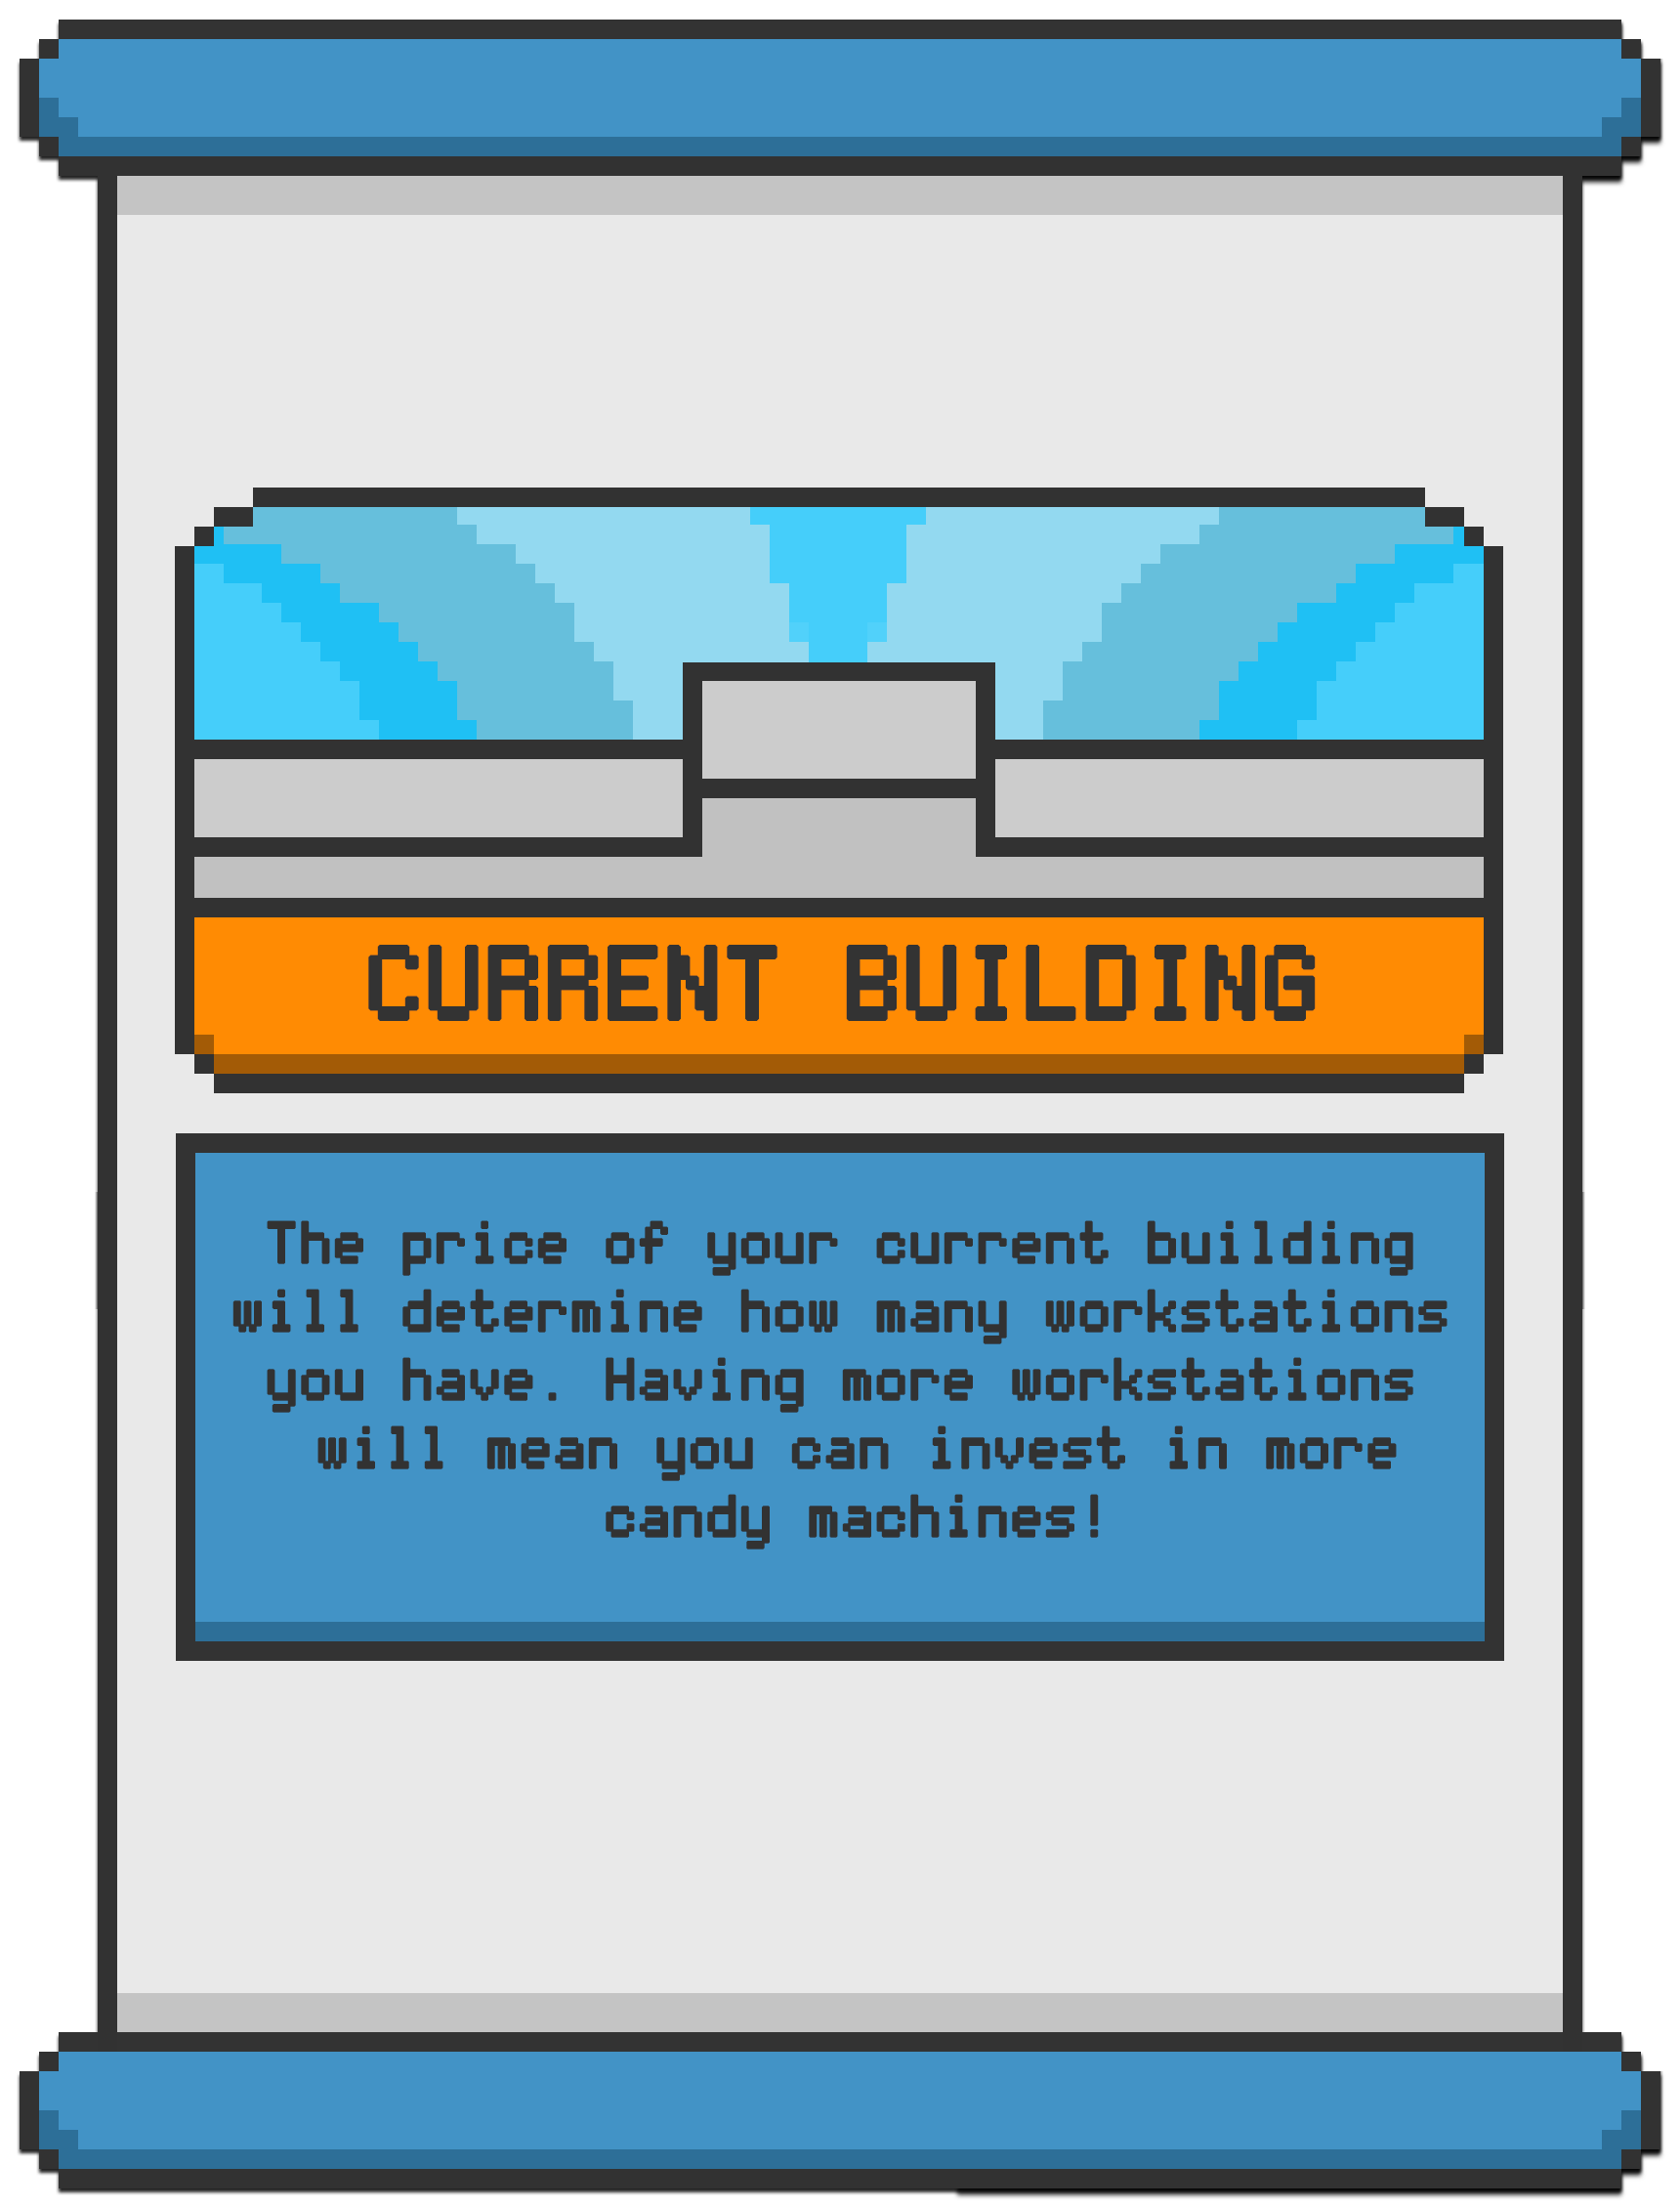 CURRENT BUILDING
The price of your current building
will determine how many workstations
you have. Having more workstations
will mean you can invest in more
candy machines!